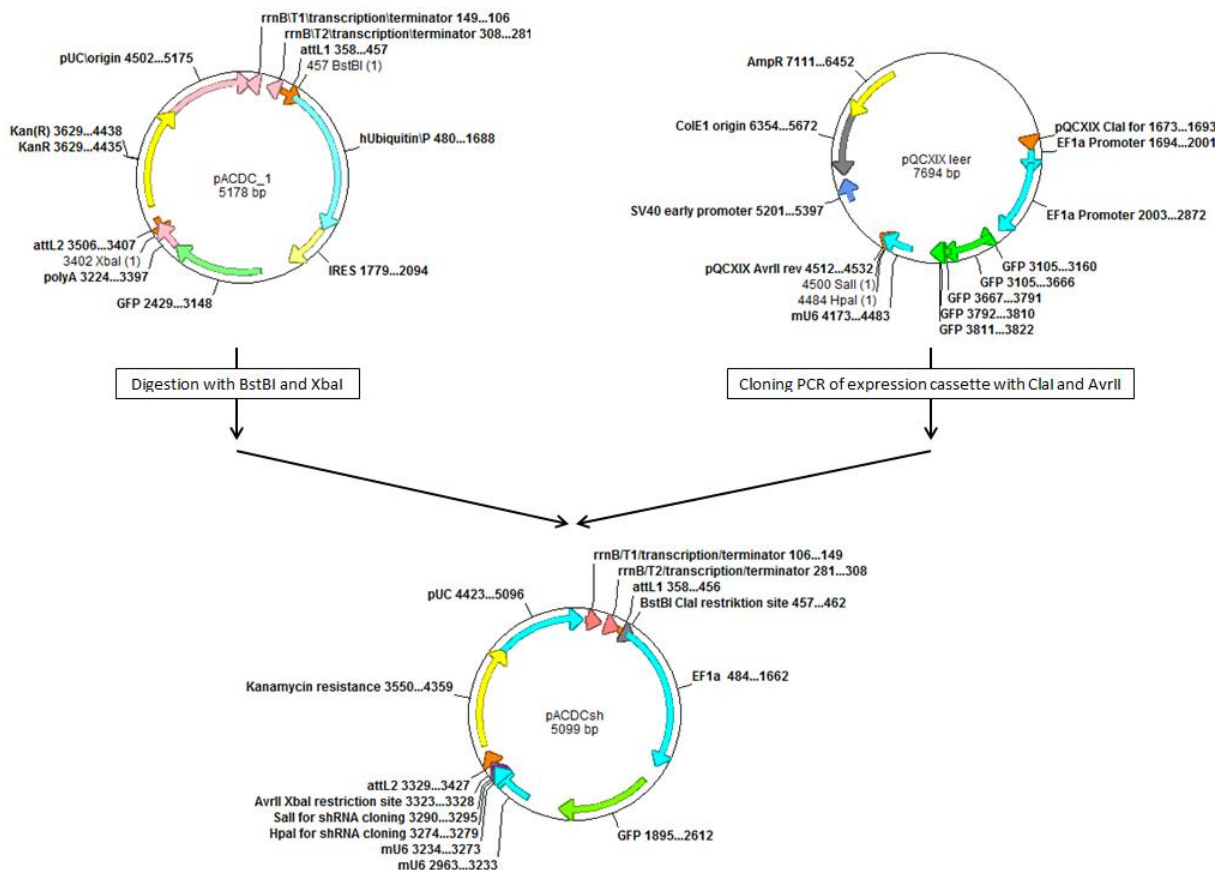 rrnB\T1\transcription\terminator 149...106
rrnB\T2\transcription\terminator 308...281
attL1 358...457
457 BstBI (1)
pUC\origin 4502...5175
Kan(R) 3629...4438
KanR 3629...4435
hUbiquitin\P 480...1688
pACDC_1
5178 bp
attL2 3506...3407
3402 XbaI (1)
polyA 3224...3397
IRES 1779...2094
GFP 2429...3148
AmpR 7111...6452
ColE1 origin 6354...5672
pQCXIX ClaI for 1673...1693
EF1a Promoter 1694...2001
pQCXIX leer
7694 bp
SV40 early promoter 5201...5397
EF1a Promoter 2003...2872
pQCXIX AvrII rev 4512...4532
4500 SalI (1)
4484 HpaI (1)
mU6 4173...4483
GFP 3105...3160
GFP 3105...3666
GFP 3667...3791
GFP 3792...3810
GFP 3811...3822
Digestion with BstBI and XbaI
Cloning PCR of expression cassette with ClaI and AvrII
rrnB/T1/transcription/terminator 106...149
rrnB/T2/transcription/terminator 281...308
attL1 358...456
BstBI ClaI restriktion site 457...462
pUC 4423...5096
Kanamycin resistance 3550...4359
EF1a 484...1662
pACDCsh
5099 bp
attL2 3329...3427
AvrII XbaI restriction site 3323...3328
SalI for shRNA cloning 3290...3295
HpaI for shRNA cloning 3274...3279
mU6 3234...3273
mU6 2963...3233
GFP 1895...2612